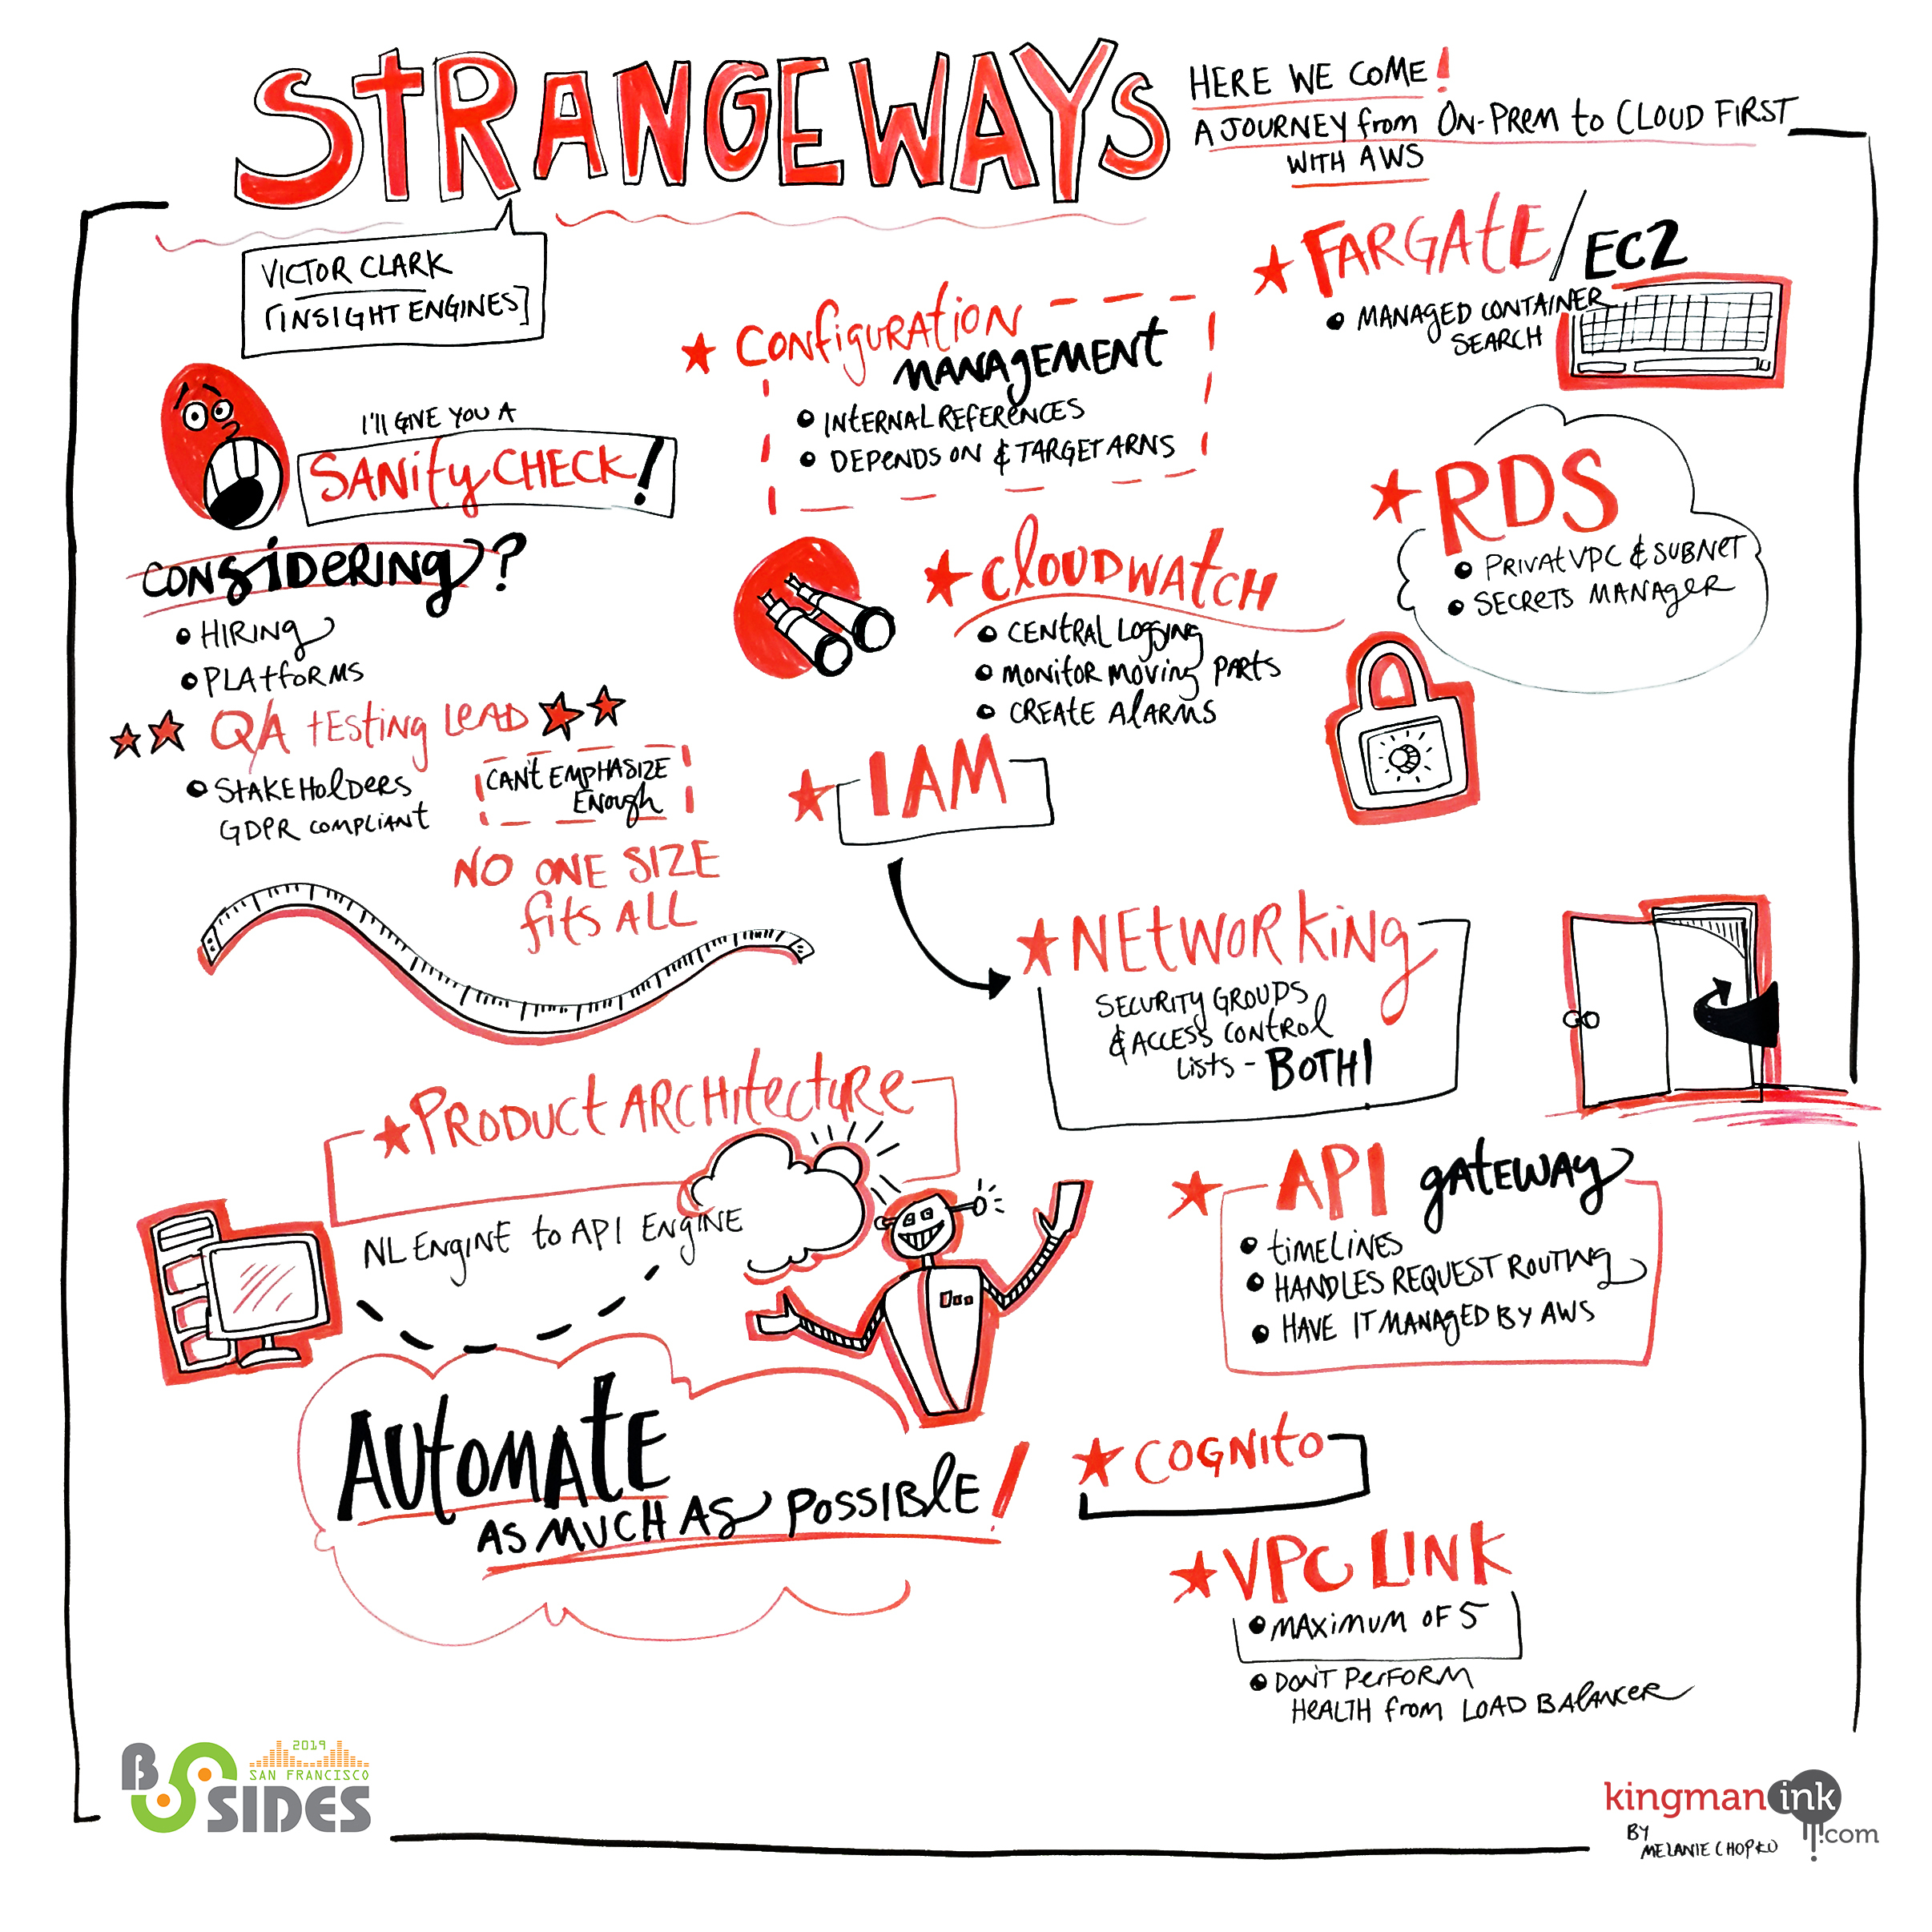 STRANGEWAYS
HERE WE COME!
A JOURNEY from ON-PREM to CLOUD FIRST
WITH AWS
VICTOR CLARK
[INSIGHT ENGINES]
I'll GIVE YOU A
SANITY CHECK!
CONSIDERING?
• HIRING
• PLATFORMS
Q/A TESTING LEAD
• STAKEHOLDERS
GDPR COMPLIANT
CAN'T EMPHASIZE
ENOUGH
NO ONE SIZE
fits ALL
CONFIGURATION
MANAGEMENT
• INTERNAL REFERENCES
• DEPENDS ON & TARGET ARNS
CLOUDWATCH
• CENTRAL LOGGING
• MONITOR MOVING PARTS
• CREATE ALARMS
IAM
NETWORKING
SECURITY GROUPS
& ACCESS CONTROL
LISTS - BOTH!
FARGATE/EC2
• MANAGED CONTAINER
SEARCH
RDS
• PRIVAT VPC & SUBNET
• SECRETS MANAGER
PRODUCT ARCHITECTURE
NL ENGINE to API ENGINE
AUTOMATE
AS MUCH AS POSSIBLE!
API GATEWAY
• TIMELINES
• HANDLES REQUEST ROUTING
• HAVE IT MANAGED BY AWS
COGNITO
VPC LINK
• MAXIMUM OF 5
• DON'T PERFORM
HEALTH from LOAD BALANCER
2019
SAN FRANCISCO
B SIDES
kingman ink
.com
BY
MELANIE CHOPKO